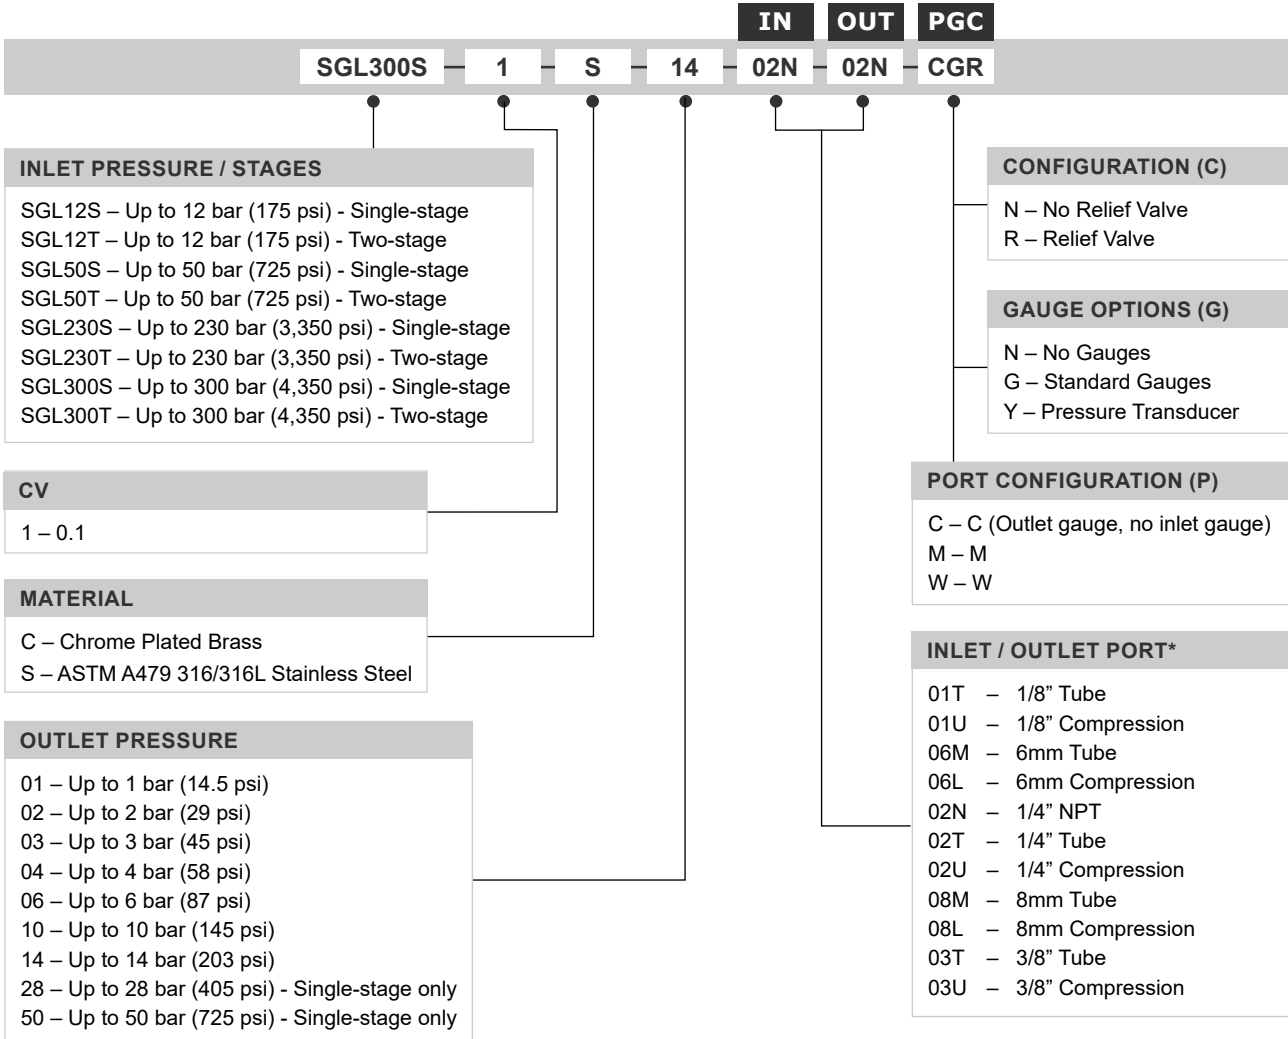 IN OUT PGC
SGL300S – 1 – S – 14 – 02N – 02N – CGR
INLET PRESSURE / STAGES
SGL12S – Up to 12 bar (175 psi) - Single-stage
SGL12T – Up to 12 bar (175 psi) - Two-stage
SGL50S – Up to 50 bar (725 psi) - Single-stage
SGL50T – Up to 50 bar (725 psi) - Two-stage
SGL230S – Up to 230 bar (3,350 psi) - Single-stage
SGL230T – Up to 230 bar (3,350 psi) - Two-stage
SGL300S – Up to 300 bar (4,350 psi) - Single-stage
SGL300T – Up to 300 bar (4,350 psi) - Two-stage
CV
1 – 0.1
MATERIAL
C – Chrome Plated Brass
S – ASTM A479 316/316L Stainless Steel
OUTLET PRESSURE
01 – Up to 1 bar (14.5 psi)
02 – Up to 2 bar (29 psi)
03 – Up to 3 bar (45 psi)
04 – Up to 4 bar (58 psi)
06 – Up to 6 bar (87 psi)
10 – Up to 10 bar (145 psi)
14 – Up to 14 bar (203 psi)
28 – Up to 28 bar (405 psi) - Single-stage only
50 – Up to 50 bar (725 psi) - Single-stage only
CONFIGURATION (C)
N – No Relief Valve
R – Relief Valve
GAUGE OPTIONS (G)
N – No Gauges
G – Standard Gauges
Y – Pressure Transducer
PORT CONFIGURATION (P)
C – C (Outlet gauge, no inlet gauge)
M – M
W – W
INLET / OUTLET PORT*
01T – 1/8” Tube
01U – 1/8” Compression
06M – 6mm Tube
06L – 6mm Compression
02N – 1/4” NPT
02T – 1/4” Tube
02U – 1/4” Compression
08M – 8mm Tube
08L – 8mm Compression
03T – 3/8” Tube
03U – 3/8” Compression